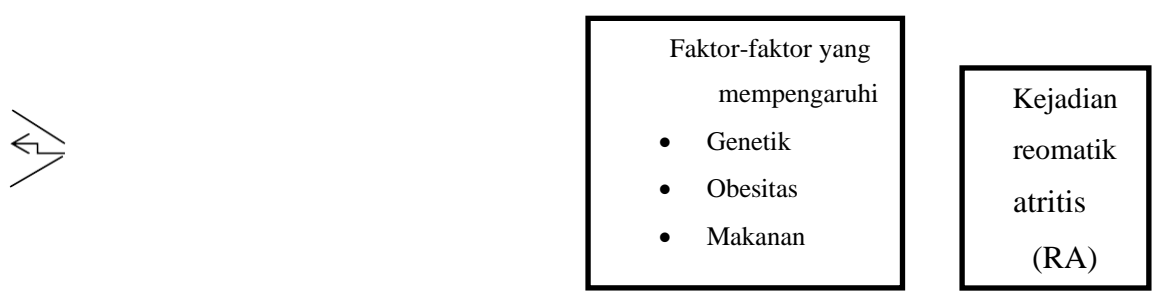 Faktor-faktor yang
mempengaruhi
• Genetik
• Obesitas
• Makanan
Kejadian
reomatik
atritis
(RA)